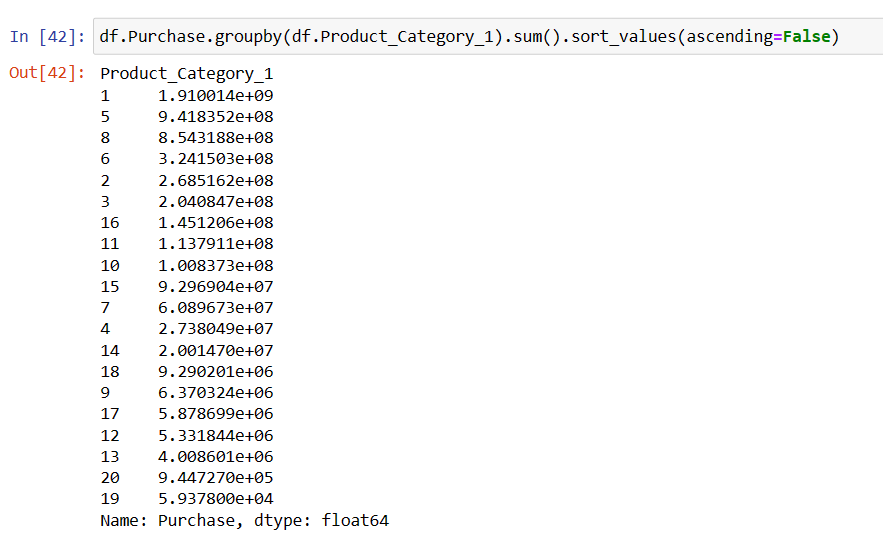 In [42]: df.Purchase.groupby(df.Product_Category_1).sum().sort_values(ascending=False)
Out[42]: Product_Category_1
1     1.910014e+09
5     9.418352e+08
8     8.543188e+08
6     3.241503e+08
2     2.685162e+08
3     2.040847e+08
16    1.451206e+08
11    1.137911e+08
10    1.008373e+08
15    9.296904e+07
7     6.089673e+07
4     2.738049e+07
14    2.001470e+07
18    9.290201e+06
9     6.370324e+06
17    5.878699e+06
12    5.331844e+06
13    4.008601e+06
20    9.447270e+05
19    5.937800e+04
Name: Purchase, dtype: float64